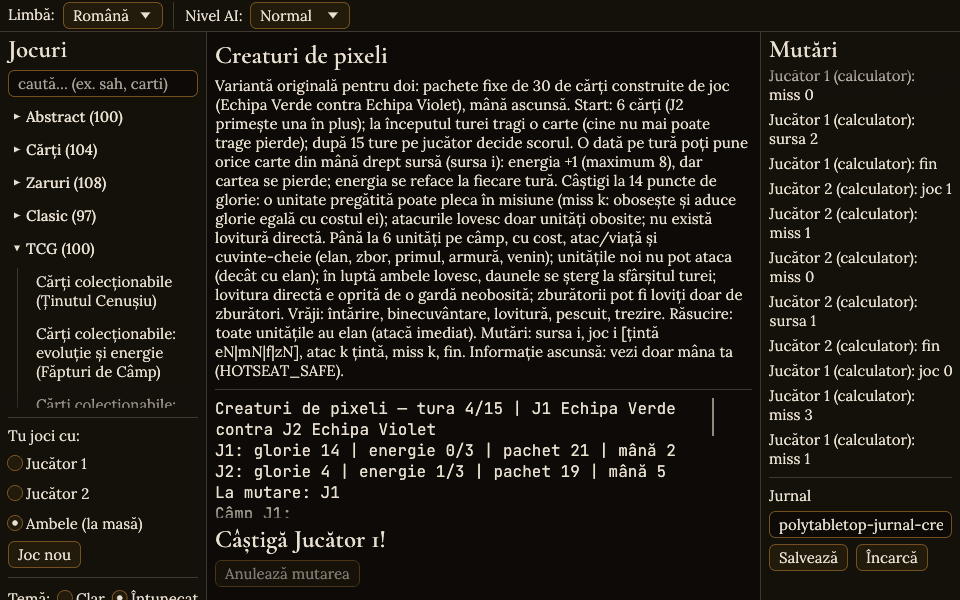 Limbă: Română ▼ Nivel AI: Normal ▼
Jocuri
caută... (ex. sah, carti)
▸ Abstract (100)
▸ Cărți (104)
▸ Zaruri (108)
▸ Clasic (97)
▾ TCG (100)
Cărți colecționabile
(Ținutul Cenușiu)
Cărți colecționabile:
evoluție și energie
(Făpturi de Câmp)
Cărți colecționabile:
Tu joci cu:
Jucător 1
Jucător 2
Ambele (la masă)
Joc nou
Temă: Clar Întunecat
Creaturi de pixeli
Variantă originală pentru doi: pachete fixe de 30 de cărți construite de joc
(Echipa Verde contra Echipa Violet), mână ascunsă. Start: 6 cărți (J2
primește una în plus); la începutul turei tragi o carte (cine nu mai poate
trage pierde); după 15 ture pe jucător decide scorul. O dată pe tură poți pune
orice carte din mână drept sursă (sursa i): energia +1 (maximum 8), dar
cartea se pierde; energia se reface la fiecare tură. Câștigi la 14 puncte de
glorie: o unitate pregătită poate pleca în misiune (miss k: obosește și aduce
glorie egală cu costul ei); atacurile lovesc doar unități obosite; nu există
lovitură directă. Până la 6 unități pe câmp, cu cost, atac/viață și
cuvinte-cheie (elan, zbor, primul, armură, venin); unitățile noi nu pot ataca
(decât cu elan); în luptă ambele lovesc, daunele se șterg la sfârșitul turei;
lovitura directă e oprită de o gardă neobosită; zburătorii pot fi loviți doar de
zburători. Vrăji: întărire, binecuvântare, lovitură, pescuit, trezire. Răsucire:
toate unitățile au elan (atacă imediat). Mutări: sursa i, joc i [țintă
eN|mN|f|zN], atac k țintă, miss k, fin. Informație ascunsă: vezi doar mâna ta
(HOTSEAT_SAFE).
Creaturi de pixeli — tura 4/15 | J1 Echipa Verde
contra J2 Echipa Violet
J1: glorie 14 | energie 0/3 | pachet 21 | mână 2
J2: glorie 4 | energie 1/3 | pachet 19 | mână 5
La mutare: J1
Câmp J1:
Câștigă Jucător 1!
Anulează mutarea
Mutări
Jucător 1 (calculator):
miss 0
Jucător 1 (calculator):
sursa 2
Jucător 1 (calculator): fin
Jucător 2 (calculator): joc 1
Jucător 2 (calculator):
miss 1
Jucător 2 (calculator):
miss 0
Jucător 2 (calculator):
sursa 1
Jucător 2 (calculator): fin
Jucător 1 (calculator): joc 0
Jucător 1 (calculator):
miss 3
Jucător 1 (calculator):
miss 1
Jurnal
polytabletop-jurnal-cre
Salvează Încarcă